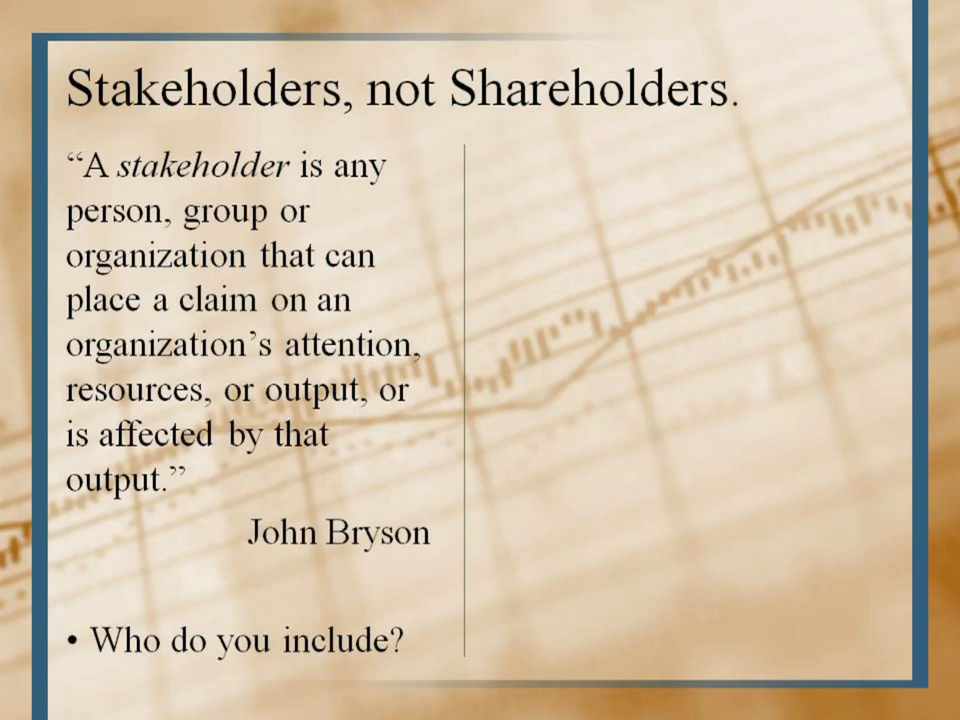 Stakeholders, not Shareholders.
“A stakeholder is any
person, group or
organization that can
place a claim on an
organization’s attention,
resources, or output, or
is affected by that
output.”
John Bryson
• Who do you include?